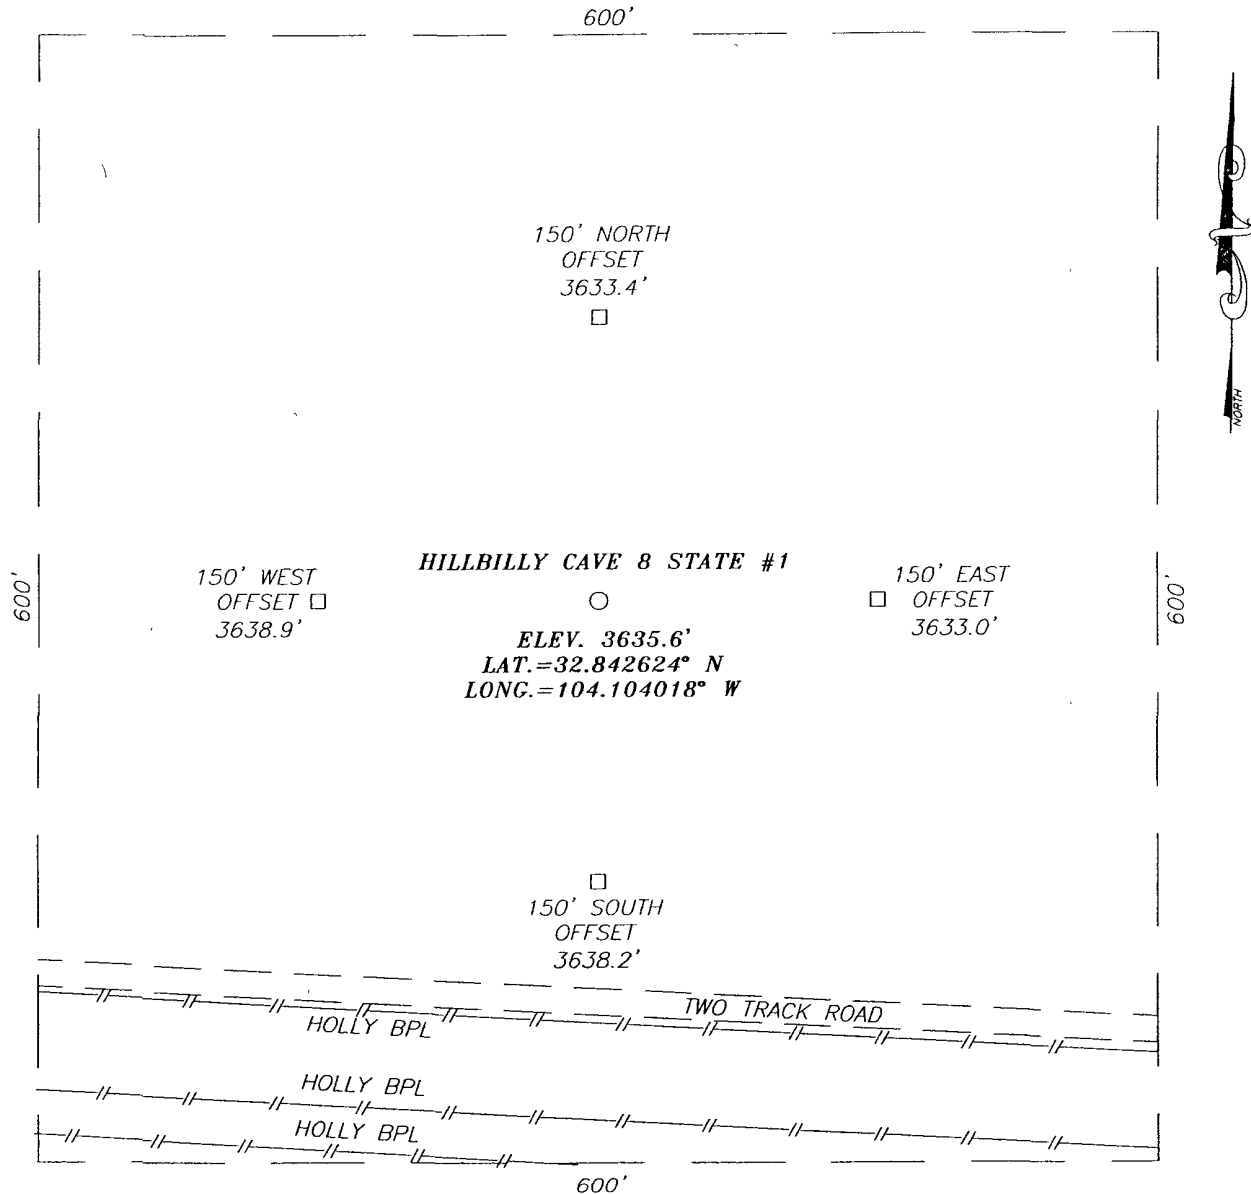 600'
150' NORTH
OFFSET
3633.4'
NORTH
HILLBILLY CAVE 8 STATE #1
600'
150' WEST
OFFSET
3638.9'
150' EAST
OFFSET
3633.0'
600'
ELEV. 3635.6'
LAT.=32.842624° N
LONG.=104.104018° W
150' SOUTH
OFFSET
3638.2'
TWO TRACK ROAD
HOLLY BPL
HOLLY BPL
HOLLY BPL
600'